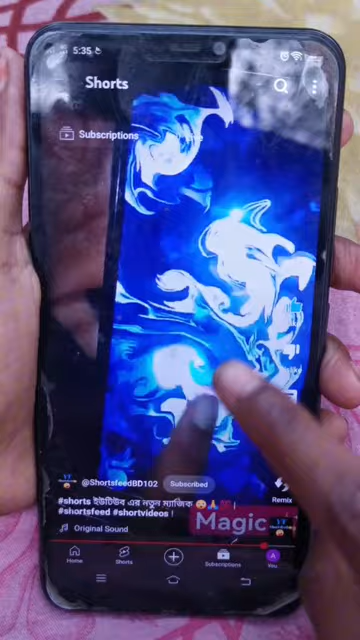 5:35
Shorts
Subscriptions
@ShortsfeedBD102 Subscribed
#shorts ইউটিউব এর নতুন ম্যাজিক 😱🙏💯 |
#shortsfeed #shortvideos !
Remix
Original Sound
Magic
Home
Shorts
Subscriptions
You